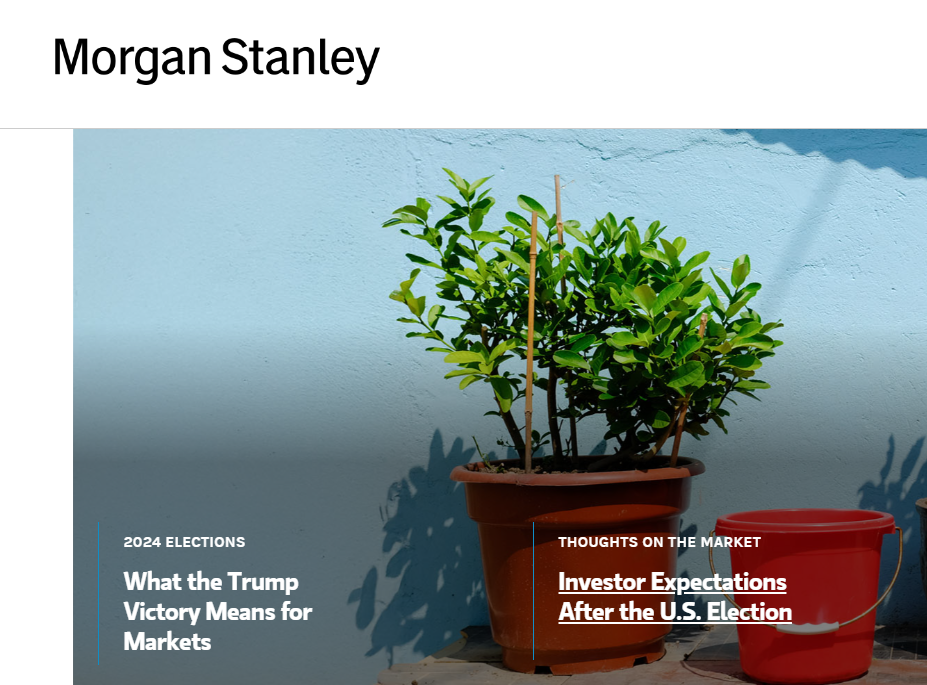 Morgan Stanley
2024 ELECTIONS
What the Trump
Victory Means for
Markets
THOUGHTS ON THE MARKET
Investor Expectations
After the U.S. Election